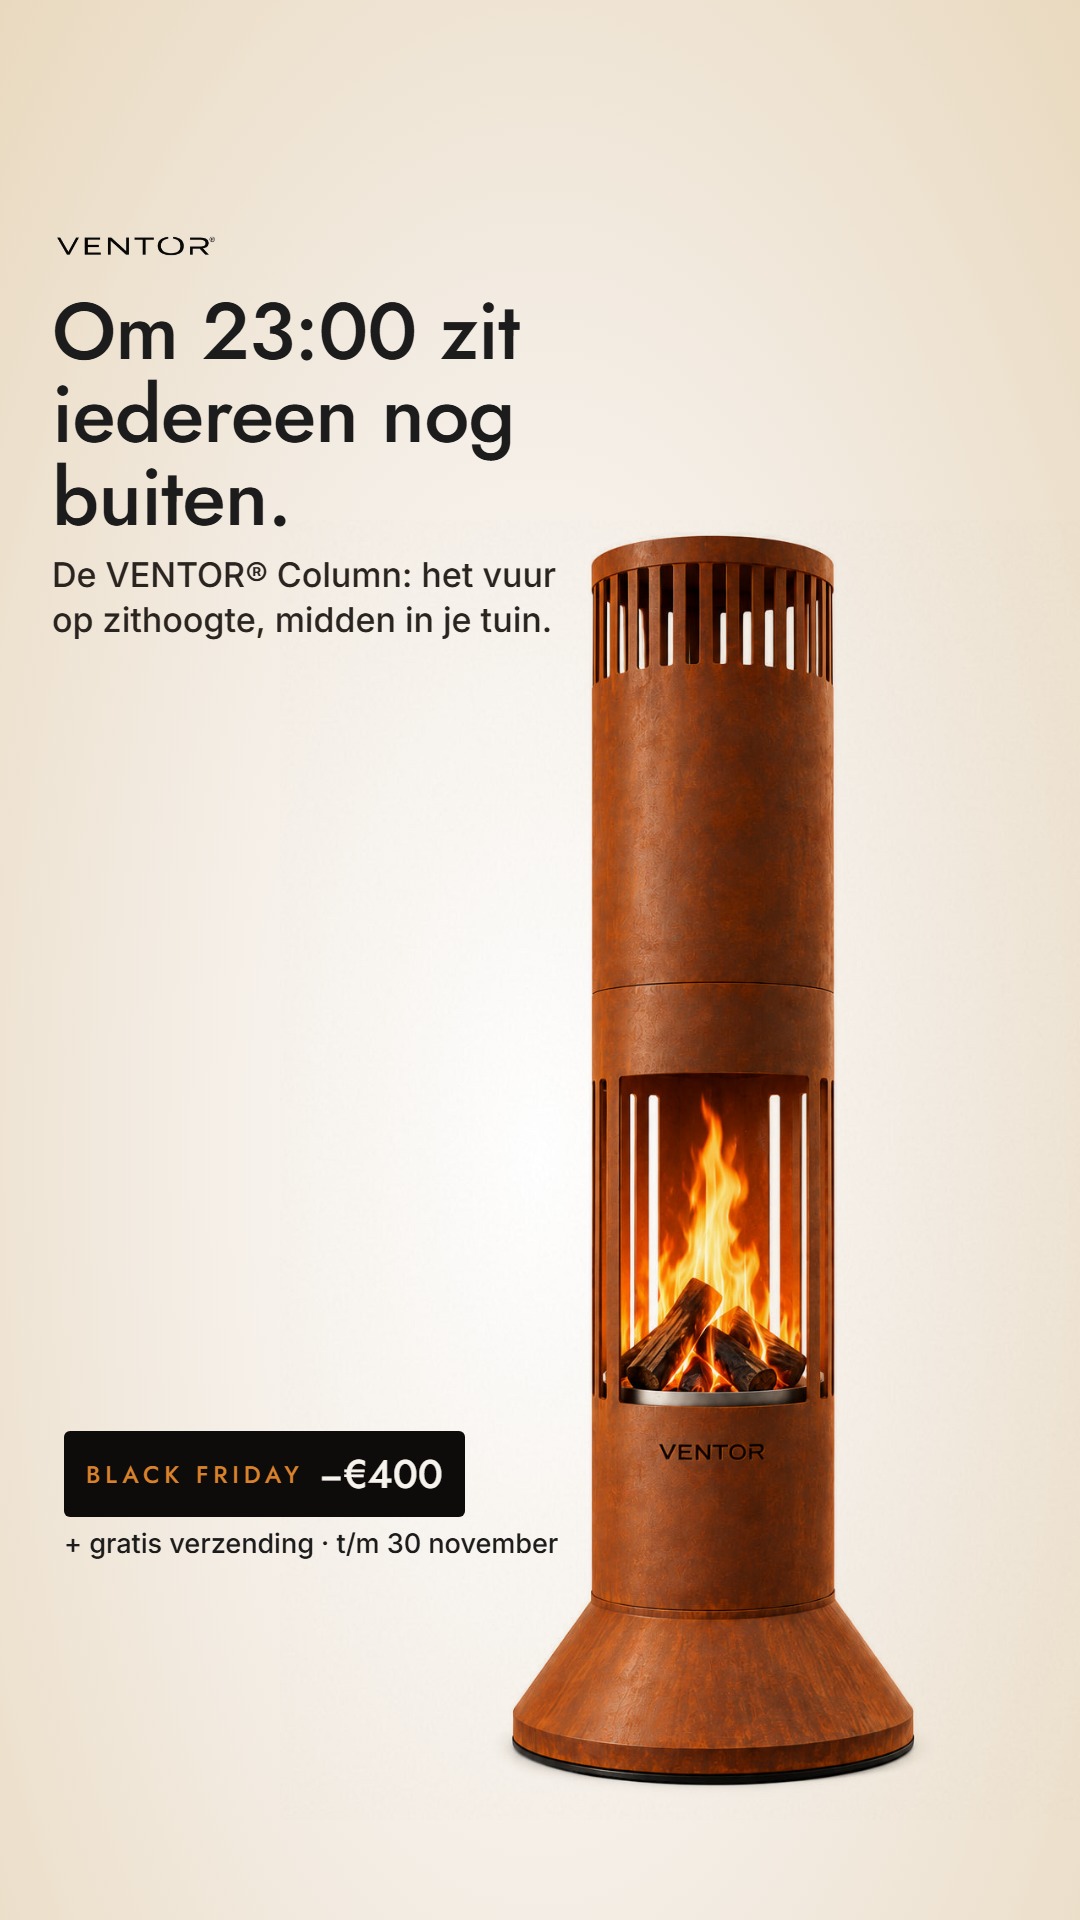 VENTOR®
Om 23:00 zit
iedereen nog
buiten.
De VENTOR® Column: het vuur
op zithoogte, midden in je tuin.
VENTOR
BLACK FRIDAY –€400
+ gratis verzending · t/m 30 november